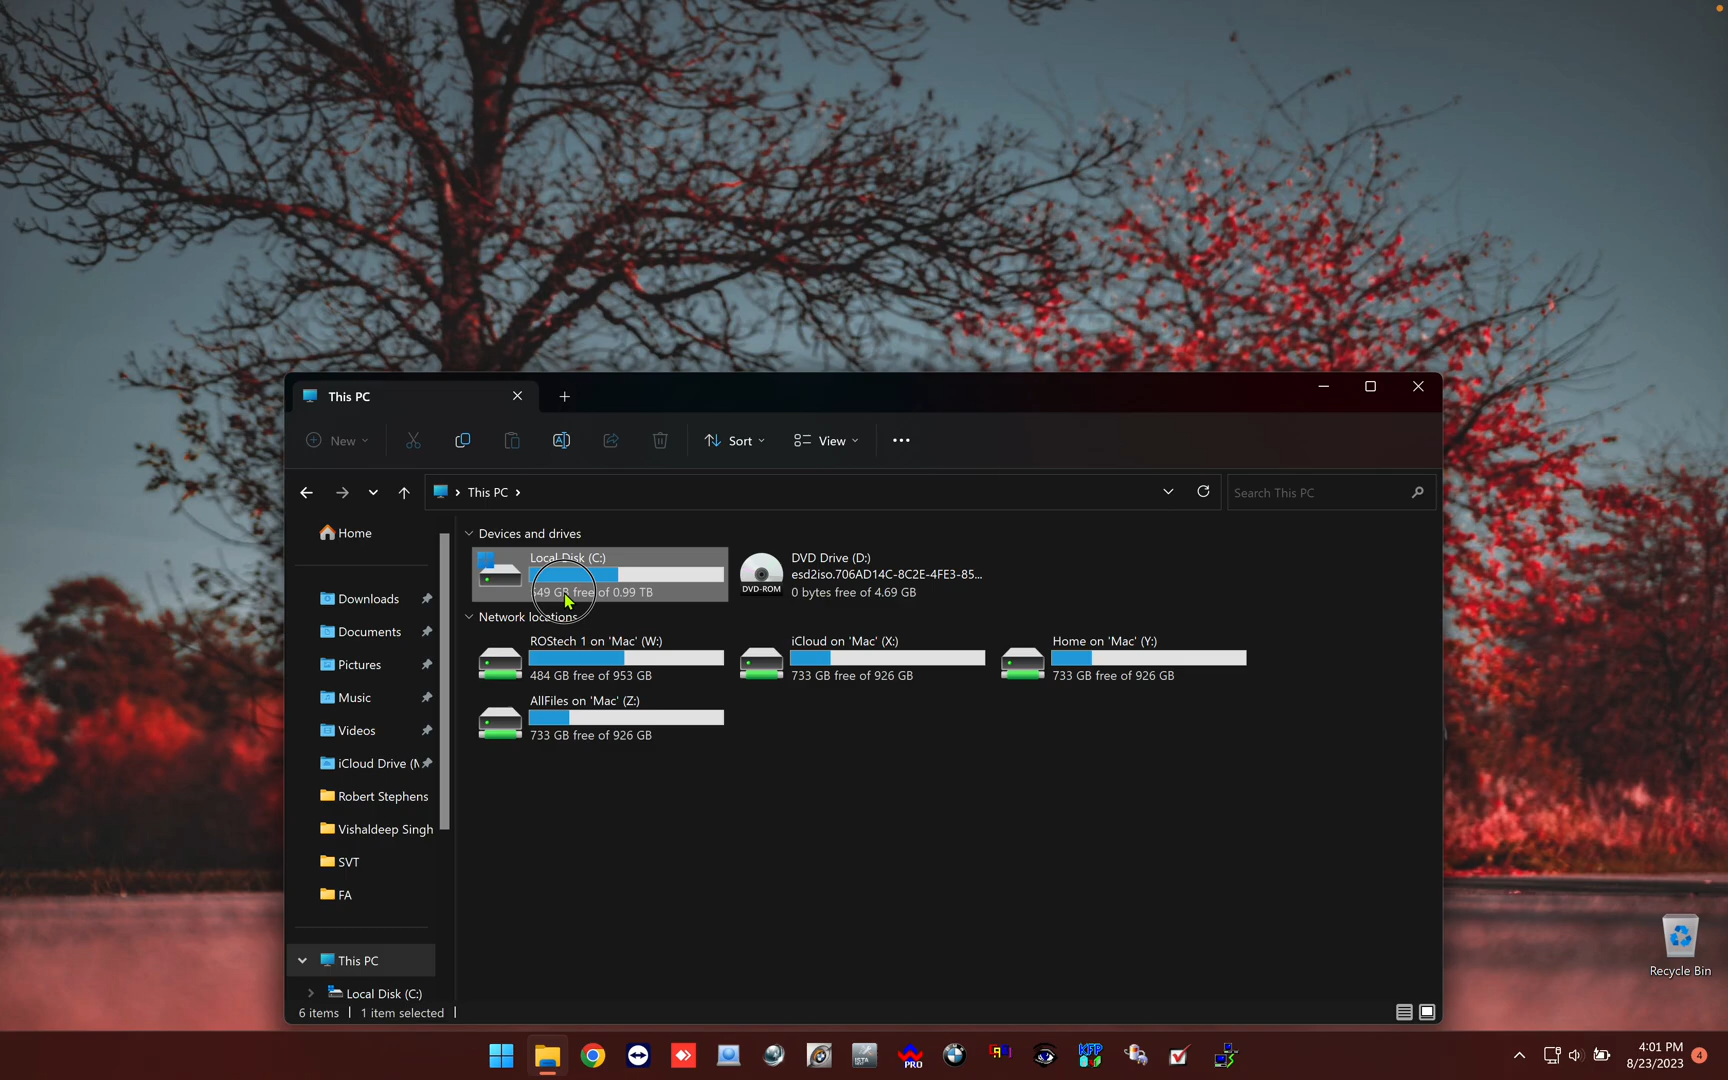 This PC
New
Sort
View
This PC
Search This PC
Home
Downloads
Documents
Pictures
Music
Videos
iCloud Drive (M
Robert Stephens
Vishaldeep Singh
SVT
FA
This PC
Local Disk (C:)
Devices and drives
Local Disk (C:)
GB free of 0.99 TB
DVD Drive (D:)
esd2iso.706AD14C-8C2E-4FE3-85...
0 bytes free of 4.69 GB
DVD-ROM
Network locations
ROStech 1 on 'Mac' (W:)
484 GB free of 953 GB
iCloud on 'Mac' (X:)
733 GB free of 926 GB
Home on 'Mac' (Y:)
733 GB free of 926 GB
AllFiles on 'Mac' (Z:)
733 GB free of 926 GB
6 items
1 item selected
Recycle Bin
ISTA
PRO
KFP
4:01 PM
8/23/2023
4